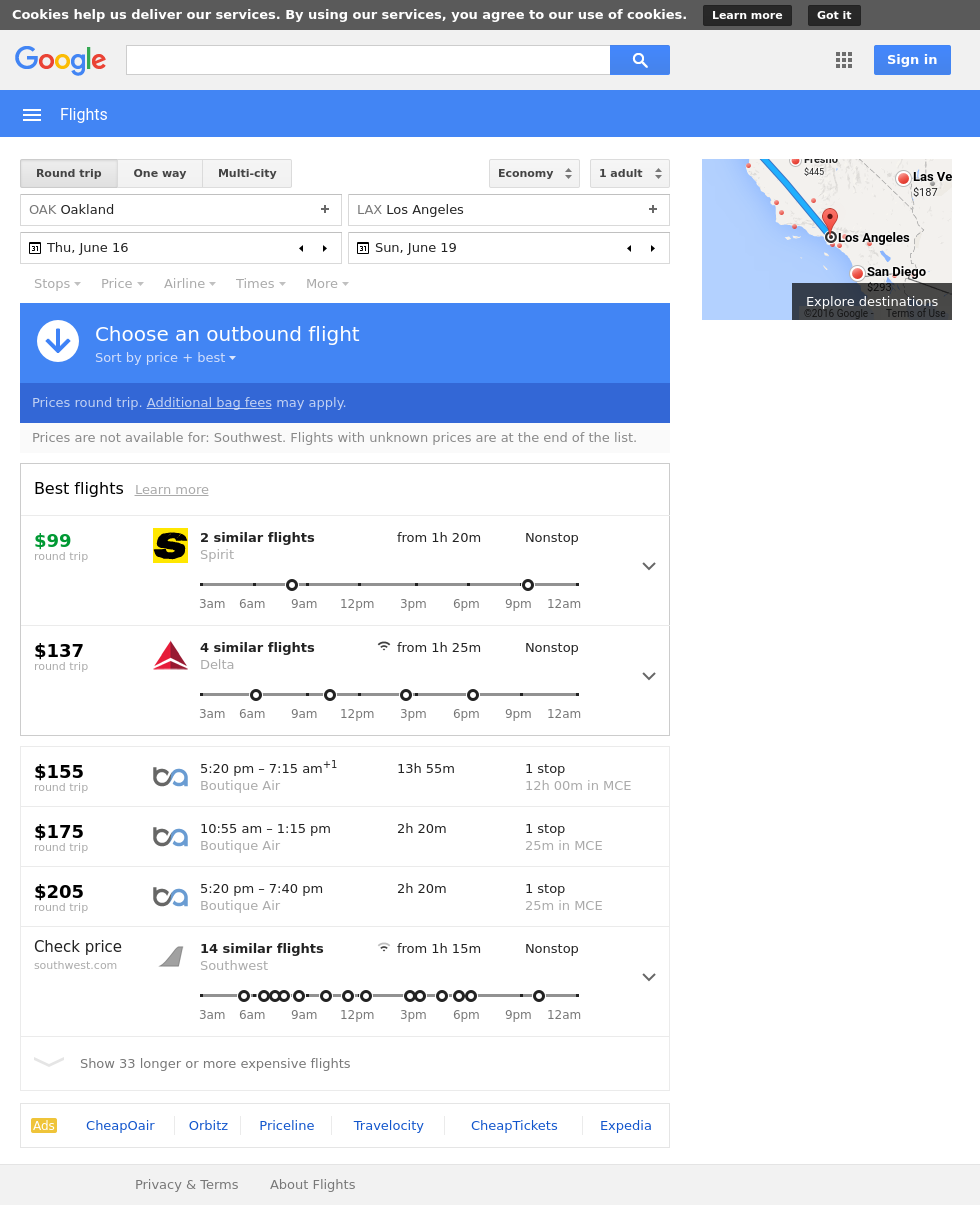 Cookies help us deliver our services. By using our services, you agree to our use of cookies. Learn more Got it
Google Sign in
Flights
Round trip One way Multi-city Economy 1 adult
OAK Oakland + LAX Los Angeles +
31 Thu, June 16 31 Sun, June 19
Stops Price Airline Times More
Fresno
$445
Las Ve
$187
Los Angeles
San Diego
$293
Explore destinations
©2016 Google - Terms of Use
Choose an outbound flight
Sort by price + best
Prices round trip. Additional bag fees may apply.
Prices are not available for: Southwest. Flights with unknown prices are at the end of the list.
Best flights Learn more
$99 2 similar flights from 1h 20m Nonstop
round trip Spirit
3am 6am 9am 12pm 3pm 6pm 9pm 12am
$137 4 similar flights from 1h 25m Nonstop
round trip Delta
3am 6am 9am 12pm 3pm 6pm 9pm 12am
$155 5:20 pm – 7:15 am+1 13h 55m 1 stop
round trip Boutique Air 12h 00m in MCE
$175 10:55 am – 1:15 pm 2h 20m 1 stop
round trip Boutique Air 25m in MCE
$205 5:20 pm – 7:40 pm 2h 20m 1 stop
round trip Boutique Air 25m in MCE
Check price 14 similar flights from 1h 15m Nonstop
southwest.com Southwest
3am 6am 9am 12pm 3pm 6pm 9pm 12am
Show 33 longer or more expensive flights
Ads CheapOair Orbitz Priceline Travelocity CheapTickets Expedia
Privacy & Terms About Flights